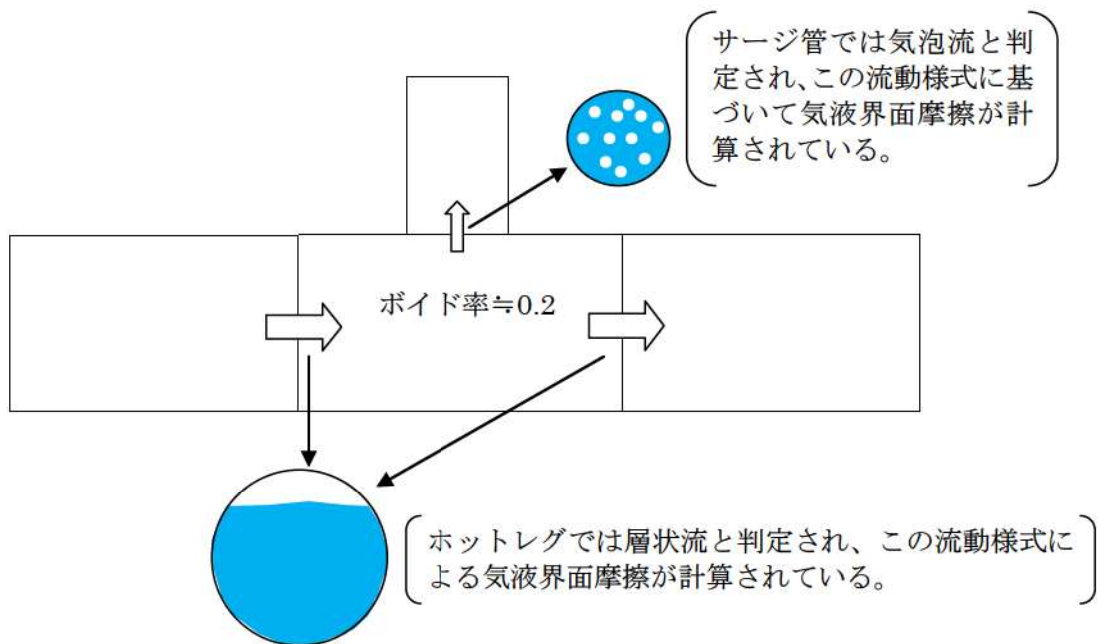 サージ管では気泡流と判
定され、この流動様式に基
づいて気液界面摩擦が計
算されている。
ボイド率≒0.2
ホットレグでは層状流と判定され、この流動様式に
よる気液界面摩擦が計算されている。